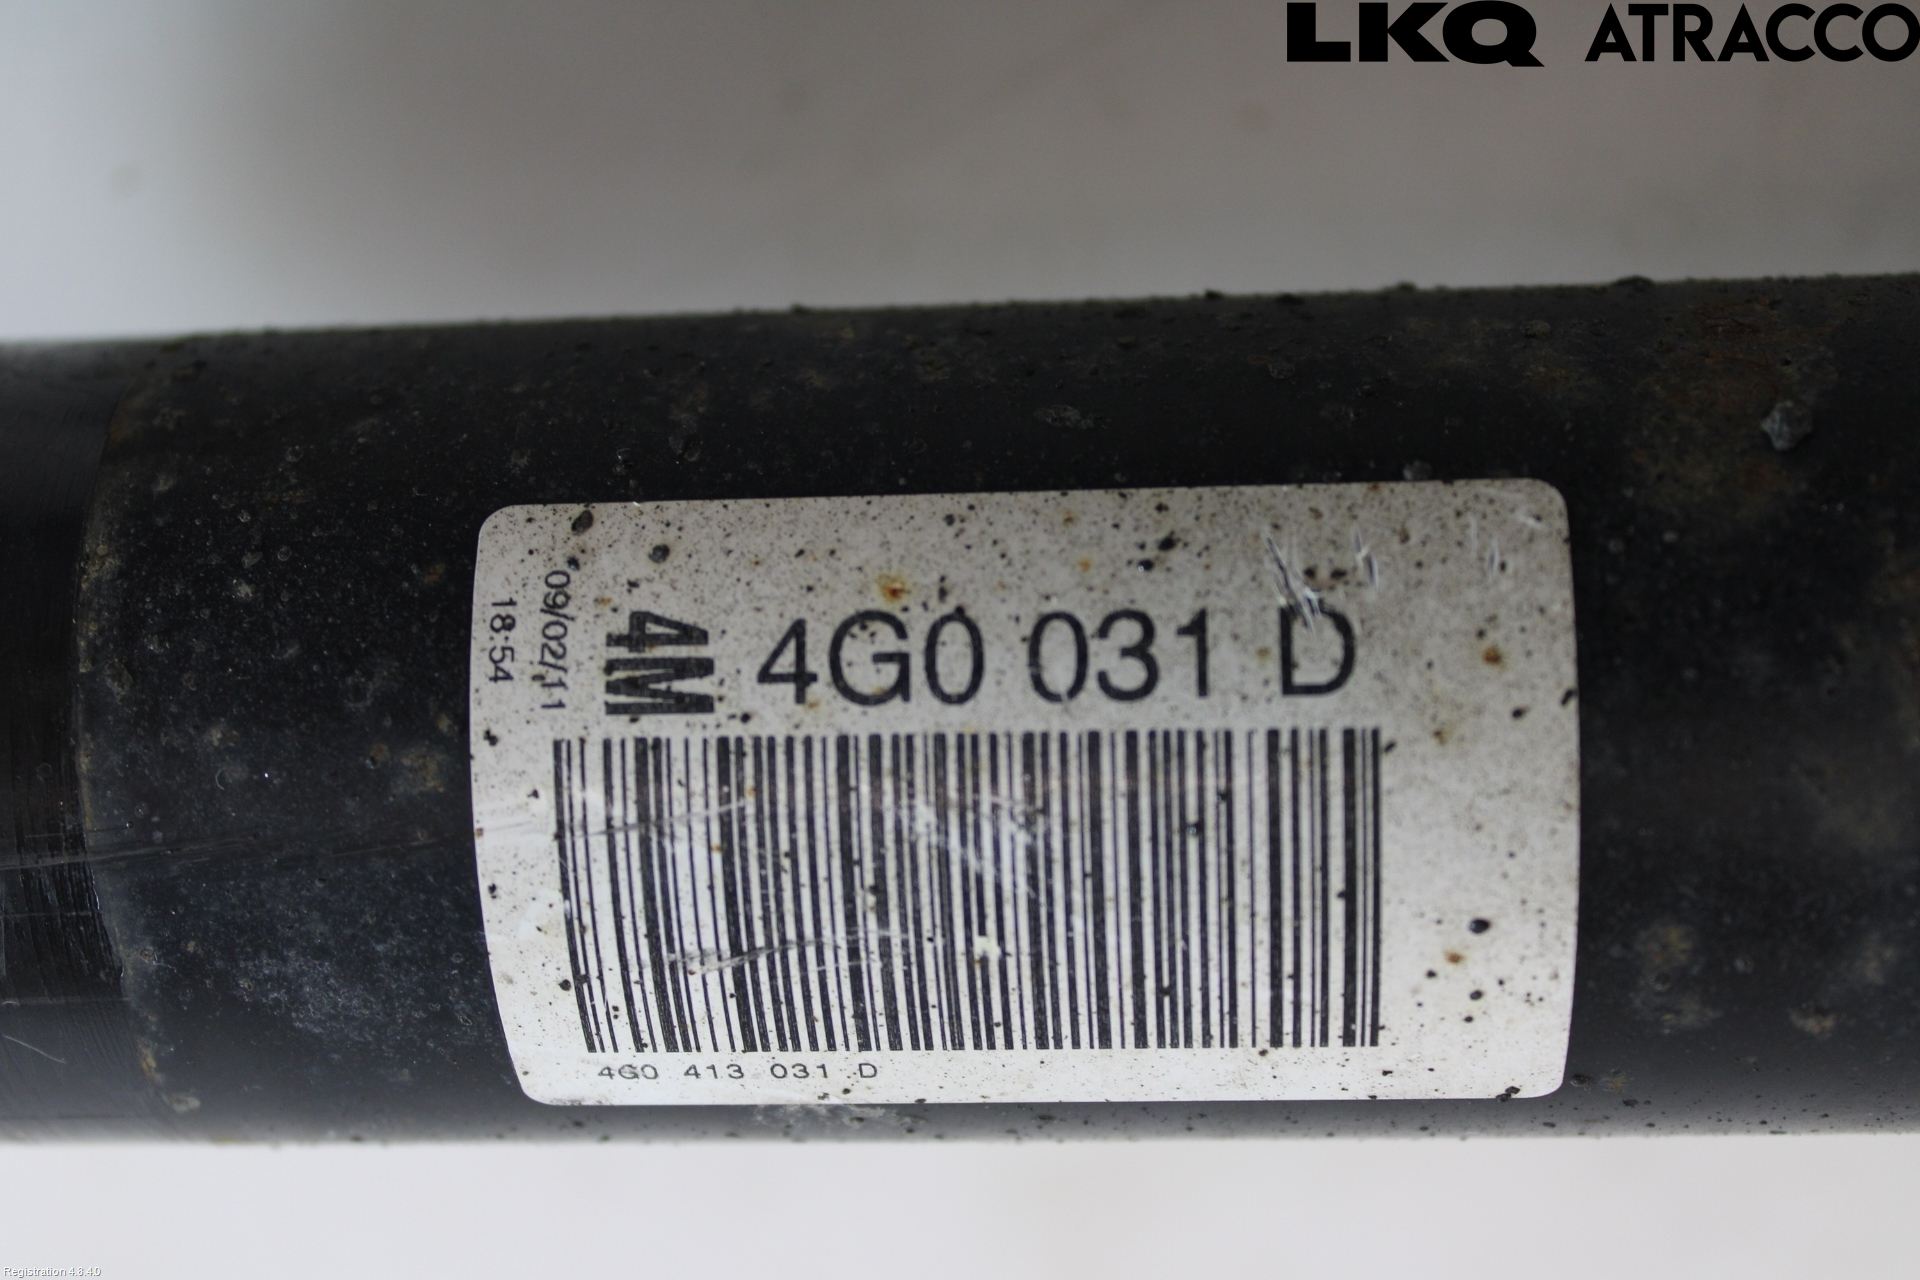 LKQ ATRACCO
09/02/11
18:54
4M
4G0 031 D
4G0 413 031 D
Registration 4.8.4.0